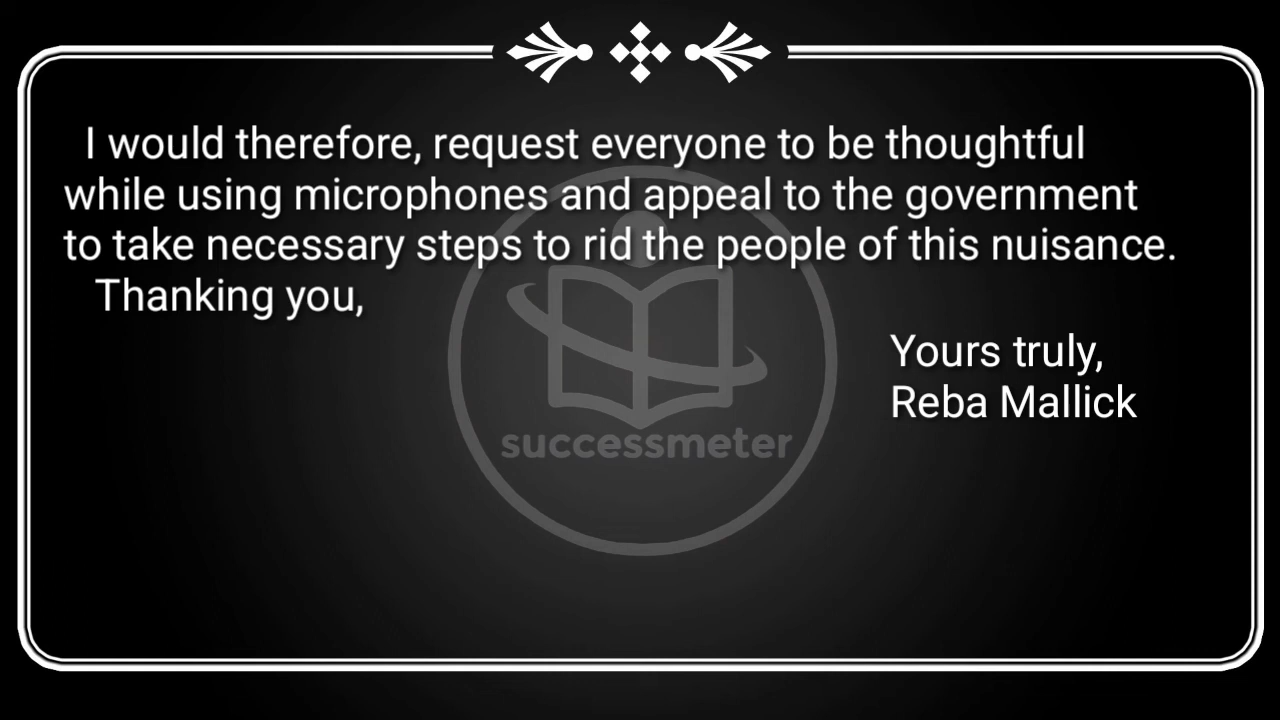 I would therefore, request everyone to be thoughtful
while using microphones and appeal to the government
to take necessary steps to rid the people of this nuisance.
Thanking you,
Yours truly,
Reba Mallick
successmeter